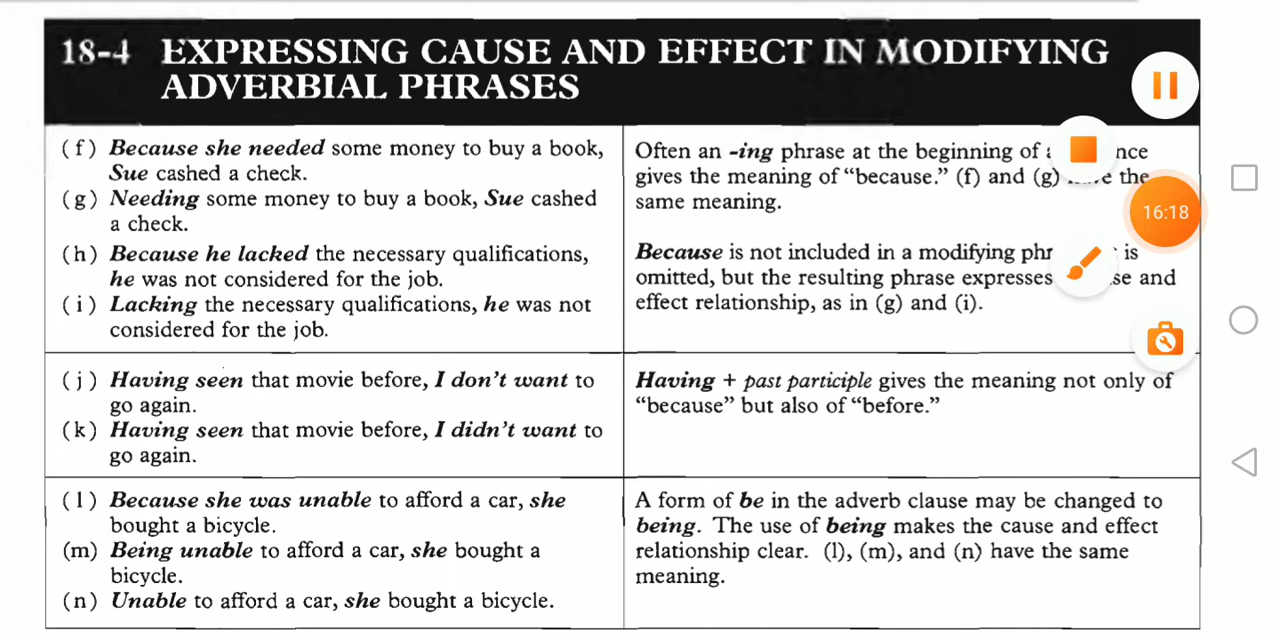 18-4 EXPRESSING CAUSE AND EFFECT IN MODIFYING
ADVERBIAL PHRASES
(f) Because she needed some money to buy a book,
Sue cashed a check.
(g) Needing some money to buy a book, Sue cashed
a check.
(h) Because he lacked the necessary qualifications,
he was not considered for the job.
(i) Lacking the necessary qualifications, he was not
considered for the job.
Often an -ing phrase at the beginning of nce
gives the meaning of “because.” (f) and (g) the
same meaning.
Because is not included in a modifying phr is
omitted, but the resulting phrase expresses se and
effect relationship, as in (g) and (i).
(j) Having seen that movie before, I don’t want to
go again.
(k) Having seen that movie before, I didn’t want to
go again.
Having + past participle gives the meaning not only of
“because” but also of “before.”
(l) Because she was unable to afford a car, she
bought a bicycle.
(m) Being unable to afford a car, she bought a
bicycle.
(n) Unable to afford a car, she bought a bicycle.
A form of be in the adverb clause may be changed to
being. The use of being makes the cause and effect
relationship clear. (l), (m), and (n) have the same
meaning.
16:18